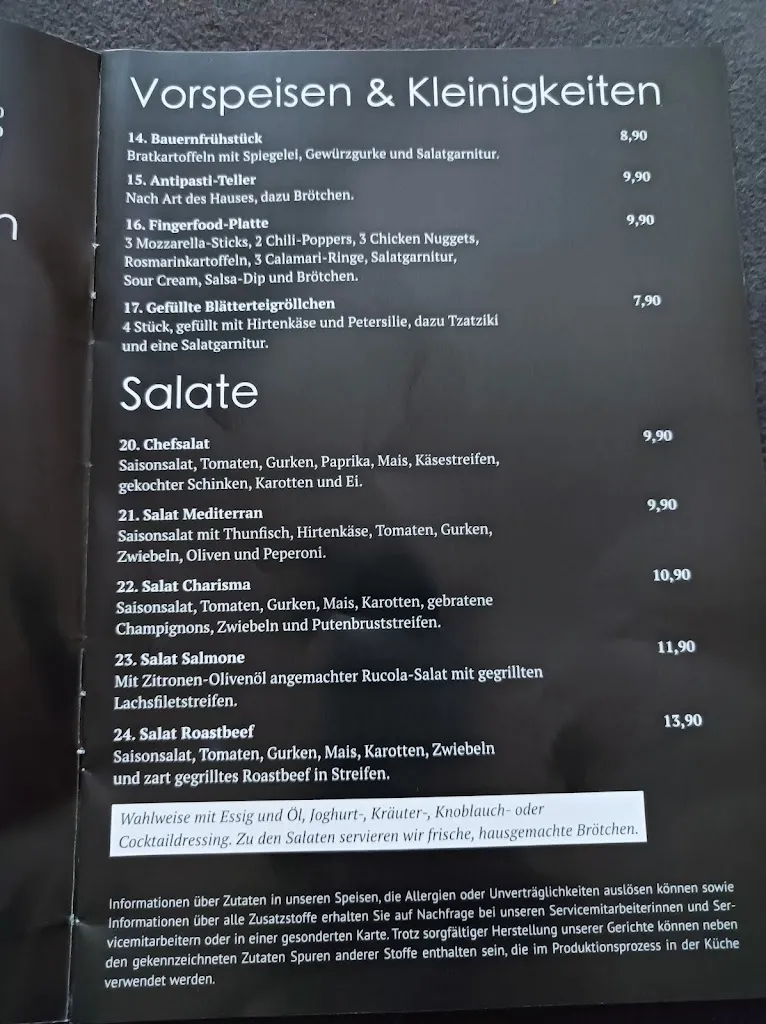 Vorspeisen & Kleinigkeiten
14. Bauernfrühstück 8,90
Bratkartoffeln mit Spiegelei, Gewürzgurke und Salatgarnitur.
15. Antipasti-Teller 9,90
Nach Art des Hauses, dazu Brötchen.
16. Fingerfood-Platte 9,90
3 Mozzarella-Sticks, 2 Chili-Poppers, 3 Chicken Nuggets,
Rosmarinkartoffeln, 3 Calamari-Ringe, Salatgarnitur,
Sour Cream, Salsa-Dip und Brötchen.
17. Gefüllte Blätterteigröllchen 7,90
4 Stück, gefüllt mit Hirtenkäse und Petersilie, dazu Tzatziki
und eine Salatgarnitur.
Salate
20. Chefsalat 9,90
Saisonsalat, Tomaten, Gurken, Paprika, Mais, Käsestreifen,
gekochter Schinken, Karotten und Ei.
21. Salat Mediterran 9,90
Saisonsalat mit Thunfisch, Hirtenkäse, Tomaten, Gurken,
Zwiebeln, Oliven und Peperoni.
22. Salat Charisma 10,90
Saisonsalat, Tomaten, Gurken, Mais, Karotten, gebratene
Champignons, Zwiebeln und Putenbruststreifen.
23. Salat Salmone 11,90
Mit Zitronen-Olivenöl angemachter Rucola-Salat mit gegrillten
Lachsfiletstreifen.
24. Salat Roastbeef 13,90
Saisonsalat, Tomaten, Gurken, Mais, Karotten, Zwiebeln
und zart gegrilltes Roastbeef in Streifen.
Wahlweise mit Essig und Öl, Joghurt-, Kräuter-, Knoblauch- oder
Cocktaildressing. Zu den Salaten servieren wir frische, hausgemachte Brötchen.
Informationen über Zutaten in unseren Speisen, die Allergien oder Unverträglichkeiten auslösen können sowie
Informationen über alle Zusatzstoffe erhalten Sie auf Nachfrage bei unseren Servicemitarbeiterinnen und Ser-
vicemitarbeitern oder in einer gesonderten Karte. Trotz sorgfältiger Herstellung unserer Gerichte können neben
den gekennzeichneten Zutaten Spuren anderer Stoffe enthalten sein, die im Produktionsprozess in der Küche
verwendet werden.